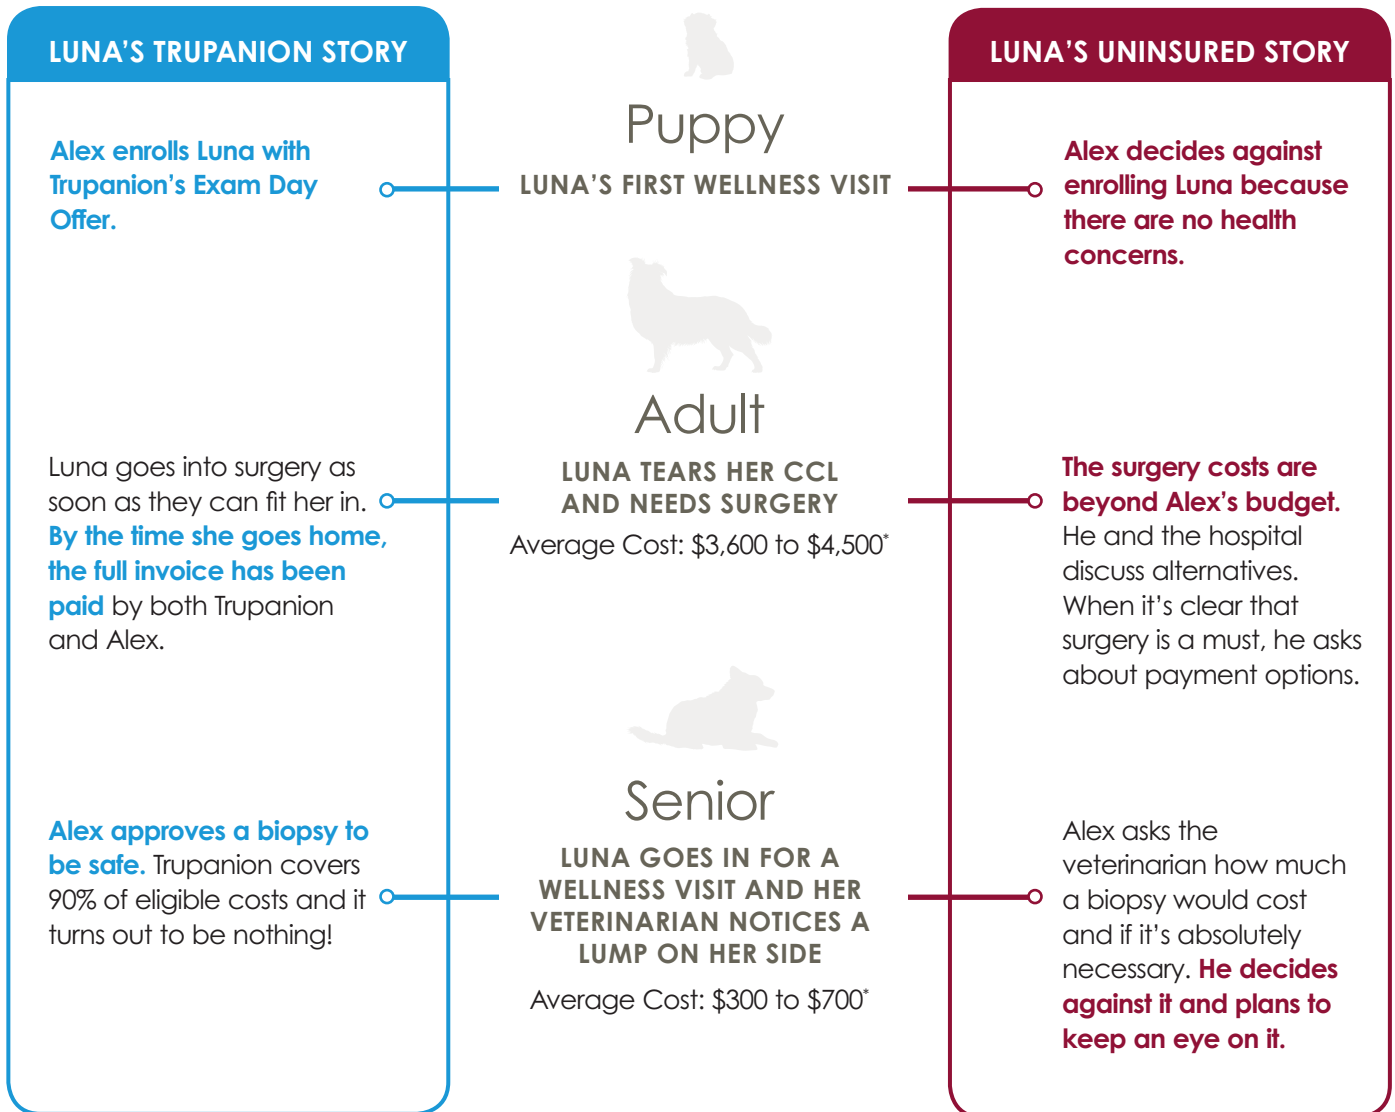 LUNA'S TRUPANION STORY
Alex enrolls Luna with
Trupanion's Exam Day
Offer.
Luna goes into surgery as
soon as they can fit her in.
By the time she goes home,
the full invoice has been
paid by both Trupanion
and Alex.
Alex approves a biopsy to
be safe. Trupanion covers
90% of eligible costs and it
turns out to be nothing!
Puppy
LUNA'S FIRST WELLNESS VISIT
Adult
LUNA TEARS HER CCL
AND NEEDS SURGERY
Average Cost: $3,600 to $4,500*
Senior
LUNA GOES IN FOR A
WELLNESS VISIT AND HER
VETERINARIAN NOTICES A
LUMP ON HER SIDE
Average Cost: $300 to $700*
LUNA'S UNINSURED STORY
Alex decides against
enrolling Luna because
there are no health
concerns.
The surgery costs are
beyond Alex's budget.
He and the hospital
discuss alternatives.
When it's clear that
surgery is a must, he asks
about payment options.
Alex asks the
veterinarian how much
a biopsy would cost
and if it's absolutely
necessary. He decides
against it and plans to
keep an eye on it.